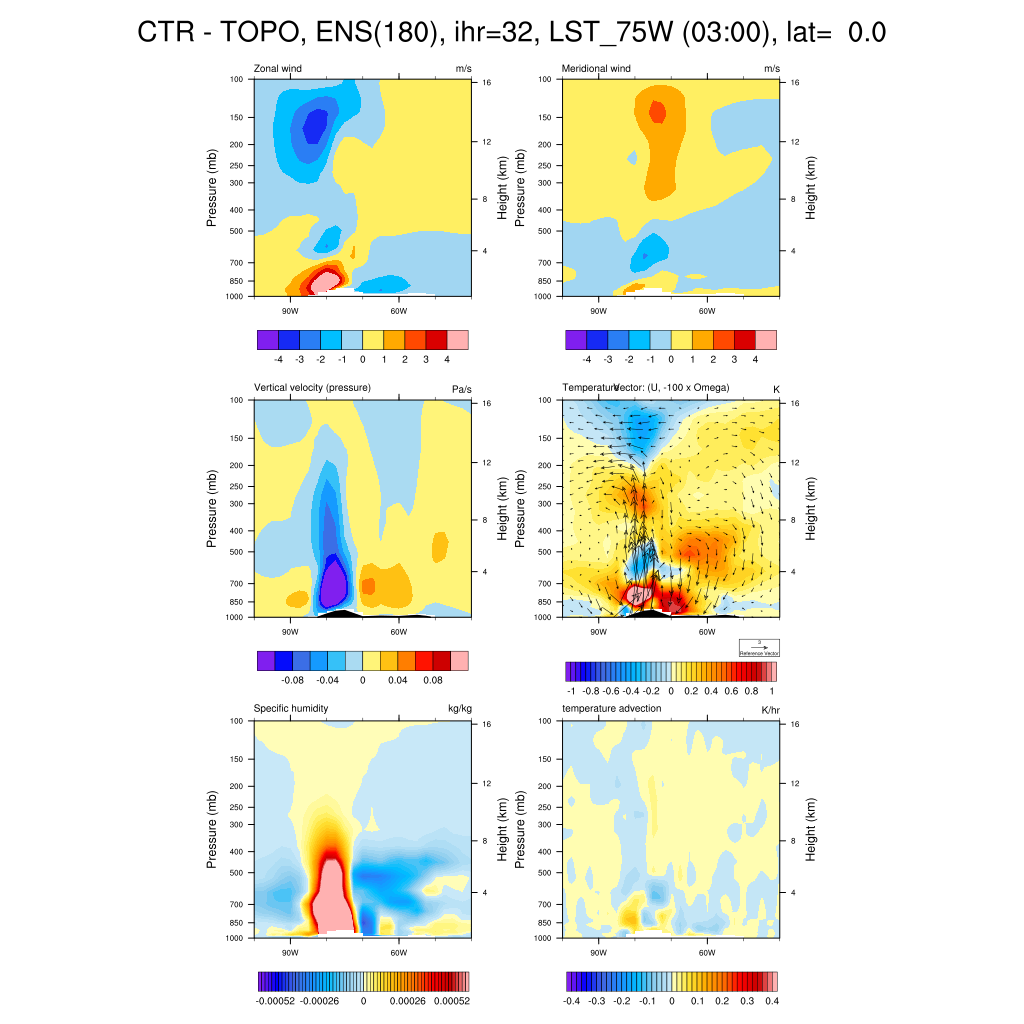 CTR - TOPO, ENS(180), ihr=32, LST_75W (03:00), lat= 0.0
Zonal wind m/s
Pressure (mb)
100
150
200
250
300
400
500
700
850
1000
16
12
8
4
Height (km)
90W 60W
-4 -3 -2 -1 0 1 2 3 4
Meridional wind m/s
Pressure (mb)
100
150
200
250
300
400
500
700
850
1000
16
12
8
4
Height (km)
90W 60W
-4 -3 -2 -1 0 1 2 3 4
Vertical velocity (pressure) Pa/s
Pressure (mb)
100
150
200
250
300
400
500
700
850
1000
16
12
8
4
Height (km)
90W 60W
-0.08 -0.04 0 0.04 0.08
Temperature Vector: (U, -100 x Omega) K
Pressure (mb)
100
150
200
250
300
400
500
700
850
1000
16
12
8
4
Height (km)
90W 60W
3
Reference Vector
-1 -0.8 -0.6 -0.4 -0.2 0 0.2 0.4 0.6 0.8 1
Specific humidity kg/kg
Pressure (mb)
100
150
200
250
300
400
500
700
850
1000
16
12
8
4
Height (km)
90W 60W
-0.00052 -0.00026 0 0.00026 0.00052
temperature advection K/hr
Pressure (mb)
100
150
200
250
300
400
500
700
850
1000
16
12
8
4
Height (km)
90W 60W
-0.4 -0.3 -0.2 -0.1 0 0.1 0.2 0.3 0.4